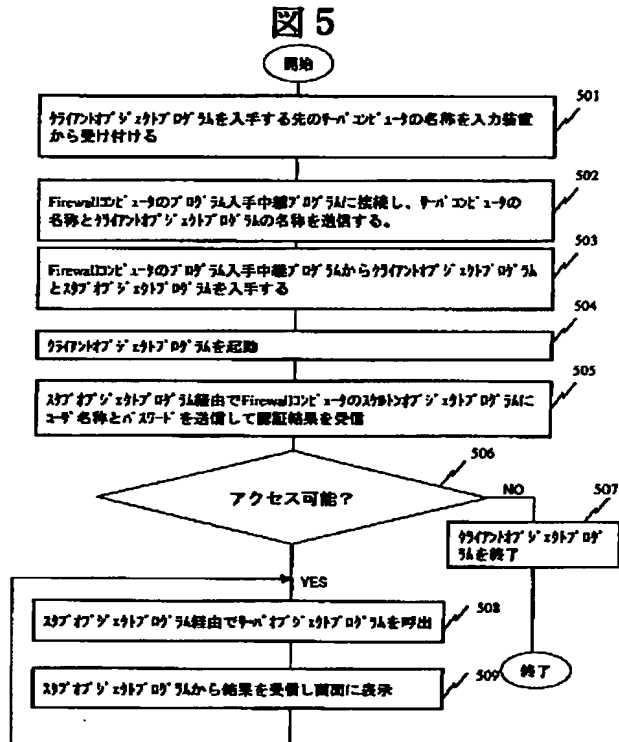 図5
開始
501
クライアントオブジェクトプログラムを入手する先のサーバコンピュータの名称を入力装置
から受け付ける
502
Firewallコンピュータのプログラム入手中継プログラムに接続し、サーバコンピュータの
名称とクライアントオブジェクトプログラムの名称を送信する。
503
Firewallコンピュータのプログラム入手中継プログラムからクライアントオブジェクトプログラム
とスタブオブジェクトプログラムを入手する
504
クライアントオブジェクトプログラムを起動
505
スタブオブジェクトプログラム経由でFirewallコンピュータのスケルトンオブジェクトプログラムに
ユーザ名称とパスワードを送信して認証結果を受信
506
アクセス可能？
NO
507
クライアントオブジェクトプログ
ラムを終了
YES
508
スタブオブジェクトプログラム経由でサーバオブジェクトプログラムを呼出
509
スタブオブジェクトプログラムから結果を受信し画面に表示
終了